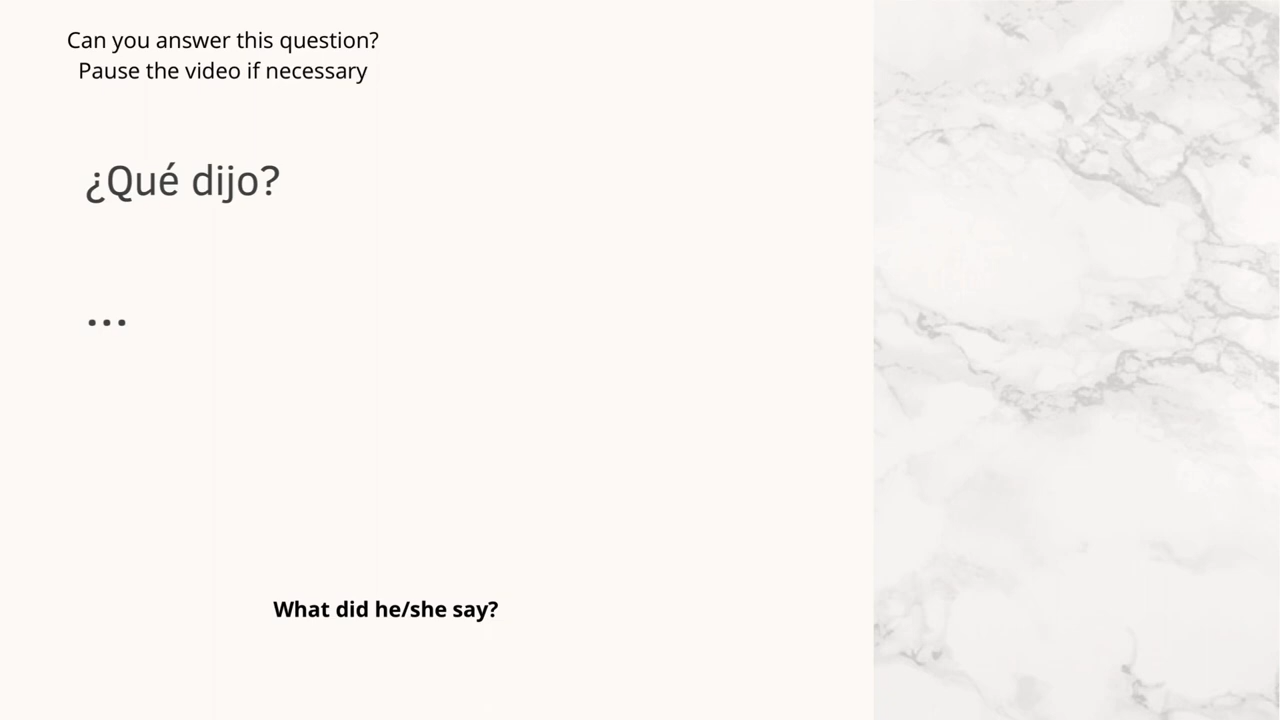 Can you answer this question?
Pause the video if necessary
¿Qué dijo?
...
What did he/she say?